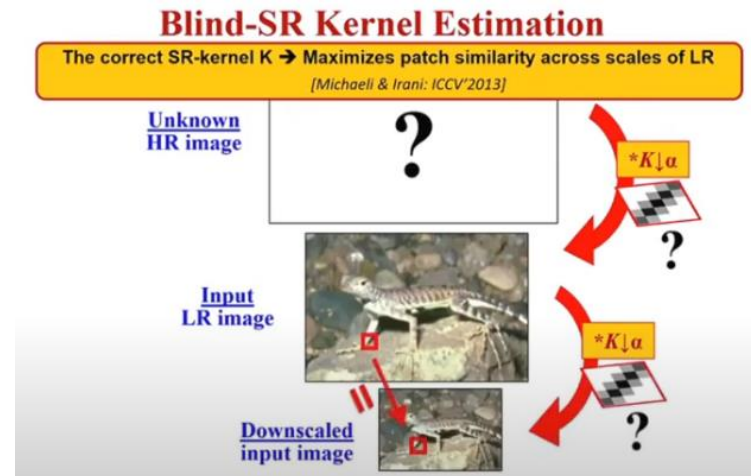 Blind-SR Kernel Estimation
The correct SR-kernel K → Maximizes patch similarity across scales of LR
[Michaeli & Irani: ICCV'2013]
Unknown
HR image
?
*K↓α
?
Input
LR image
*K↓α
?
=
Downscaled
input image